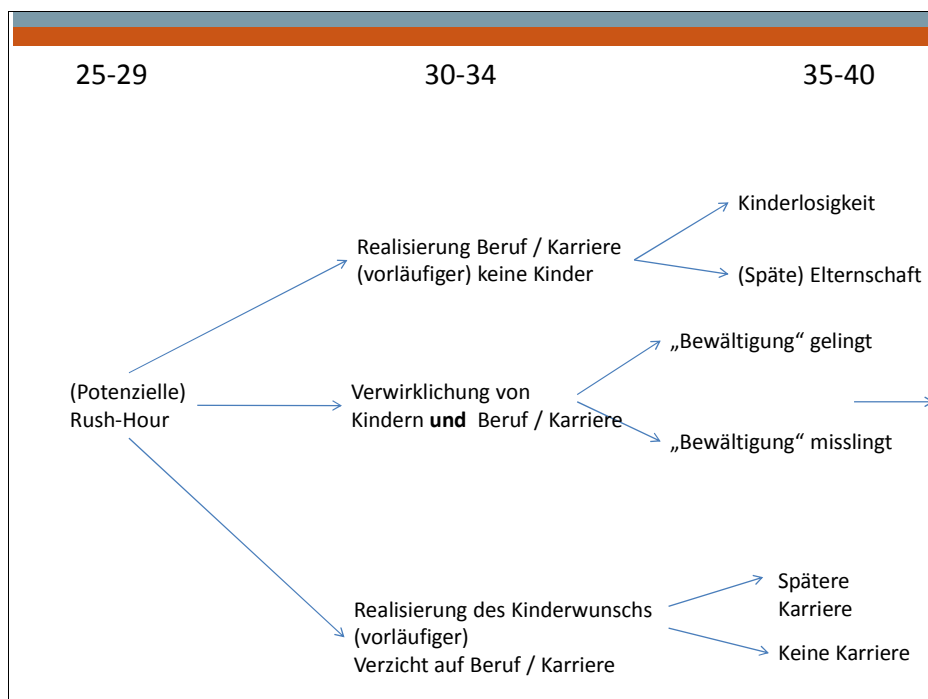 25-29
30-34
35-40
Kinderlosigkeit
Realisierung Beruf / Karriere
(vorläufiger) keine Kinder
(Späte) Elternschaft
„Bewältigung“ gelingt
(Potenzielle)
Rush-Hour
Verwirklichung von
Kindern und Beruf / Karriere
„Bewältigung“ misslingt
Spätere
Karriere
Realisierung des Kinderwunschs
(vorläufiger)
Verzicht auf Beruf / Karriere
Keine Karriere